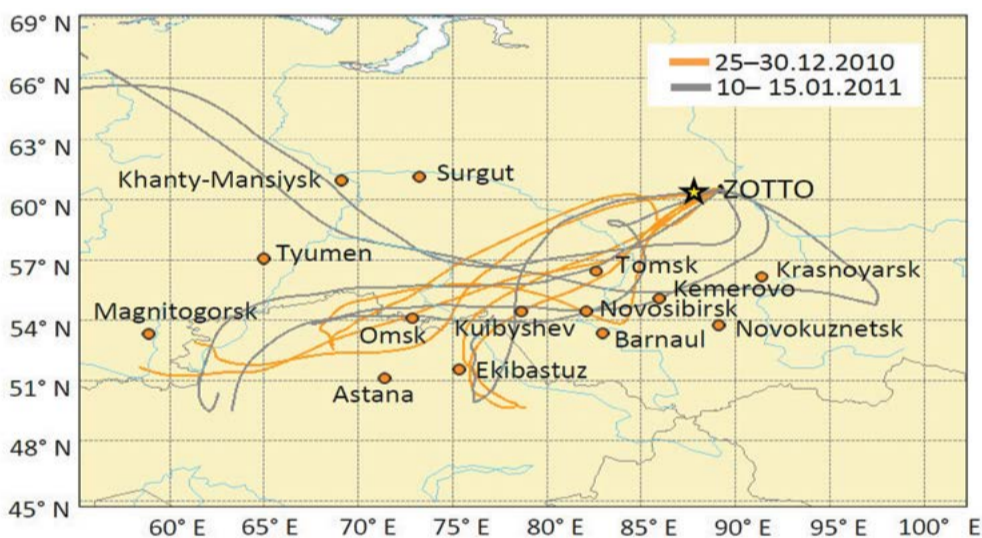 69° N
25–30.12.2010
66° N
10– 15.01.2011
63° N
Khanty-Mansiysk
Surgut
60° N
ZOTTO
57° N
Tyumen
Tomsk
Krasnoyarsk
Kemerovo
Magnitogorsk
54° N
Omsk
Kuibyshev
Novosibirsk
Barnaul
Novokuznetsk
51° N
Astana
Ekibastuz
48° N
45° N
60° E 65° E 70° E 75° E 80° E 85° E 90° E 95° E 100° E